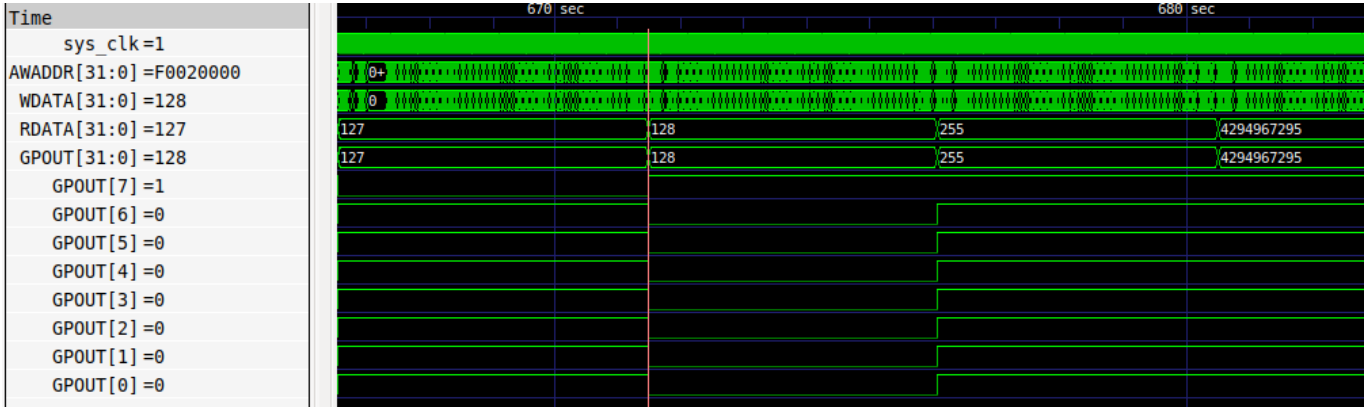 Time 670 sec 680 sec
sys_clk=1
AWADDR[31:0]=F0020000 0+
WDATA[31:0]=128 0
RDATA[31:0]=127 127 128 255 4294967295
GPOUT[31:0]=128 127 128 255 4294967295
GPOUT[7]=1
GPOUT[6]=0
GPOUT[5]=0
GPOUT[4]=0
GPOUT[3]=0
GPOUT[2]=0
GPOUT[1]=0
GPOUT[0]=0